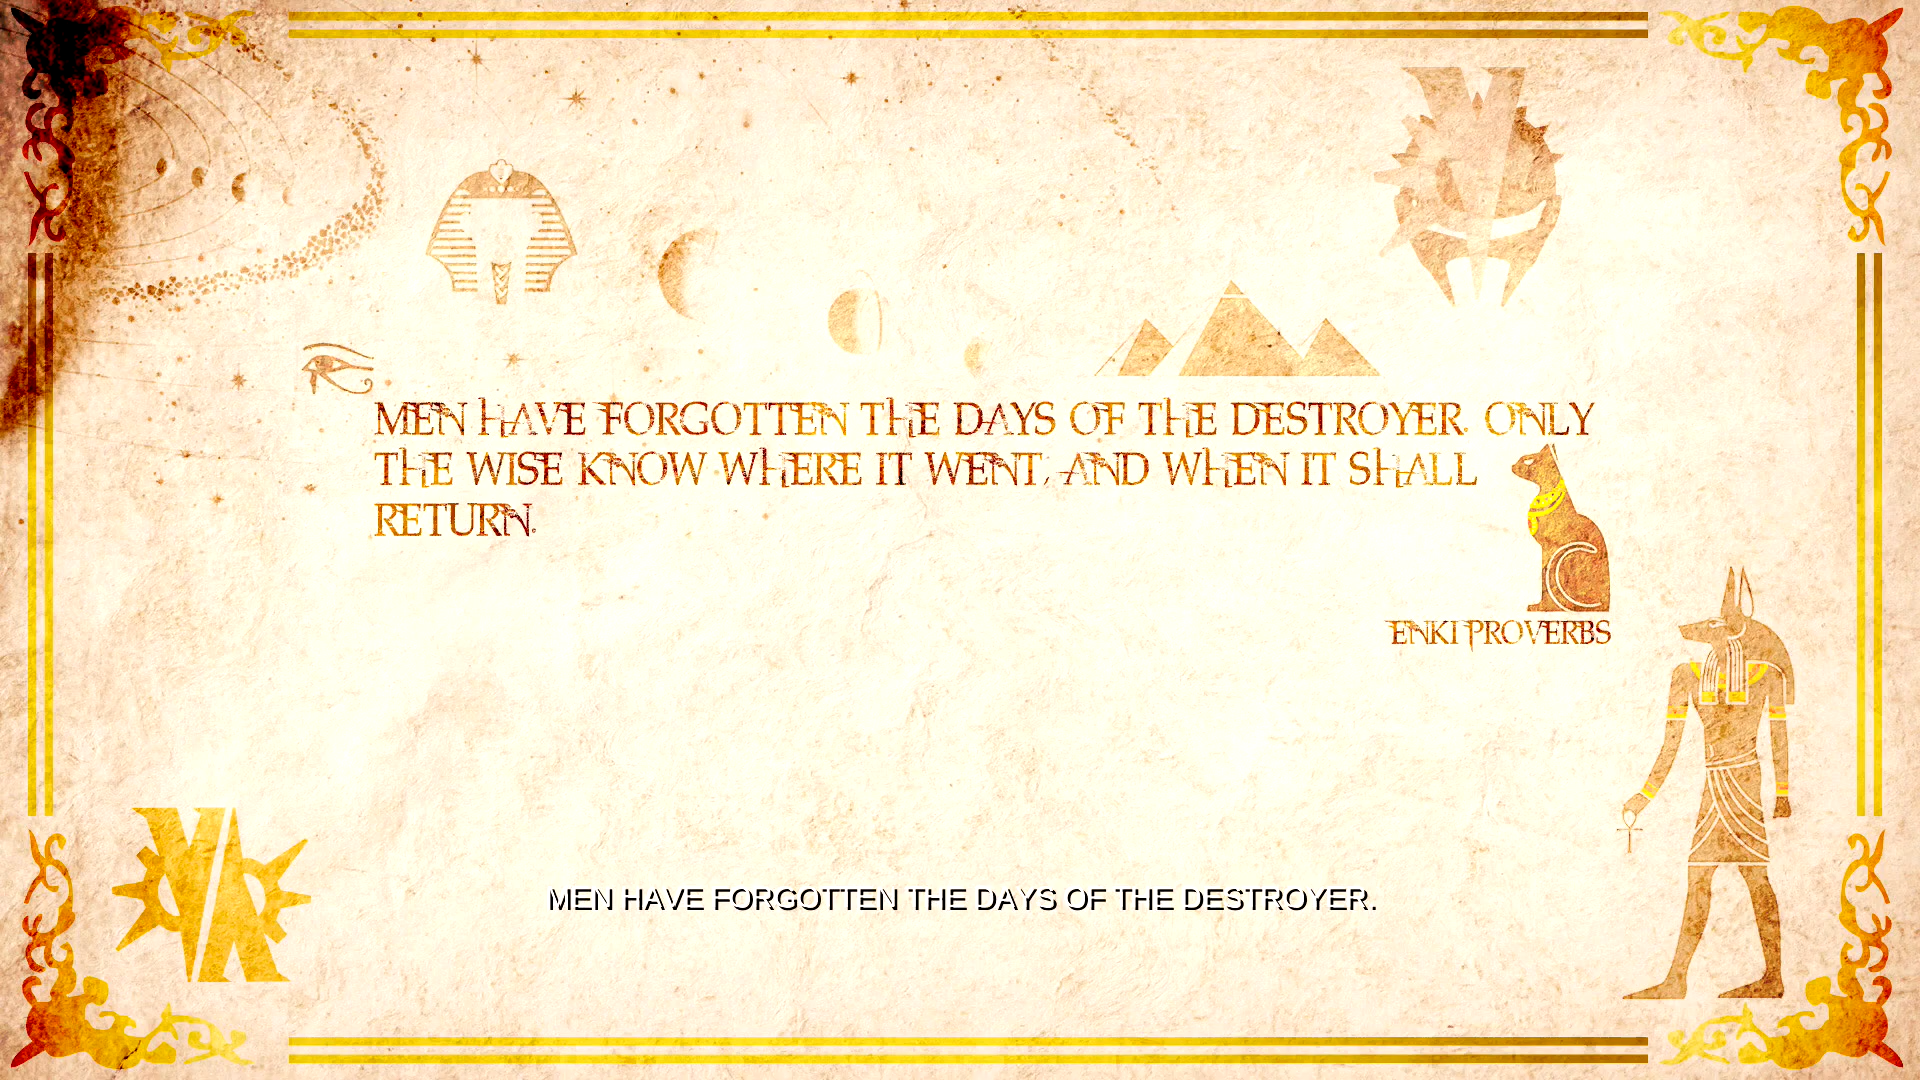 MEN HAVE FORGOTTEN THE DAYS OF THE DESTROYER. ONLY
THE WISE KNOW WHERE IT WENT, AND WHEN IT SHALL
RETURN.
ENKI PROVERBS
MEN HAVE FORGOTTEN THE DAYS OF THE DESTROYER.